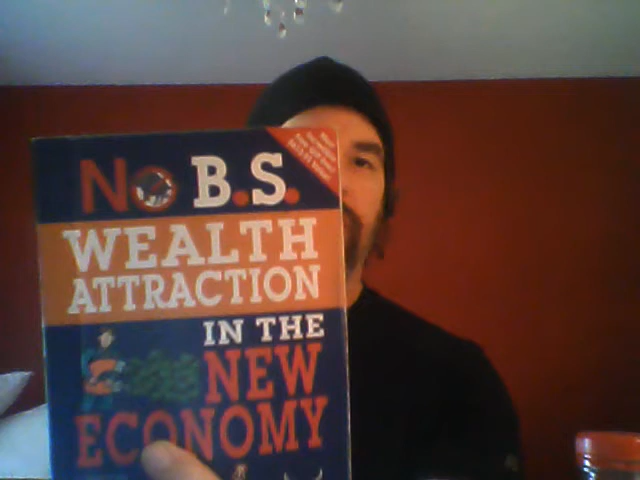 No B.S.
WEALTH
ATTRACTION
IN THE
NEW
ECONOMY